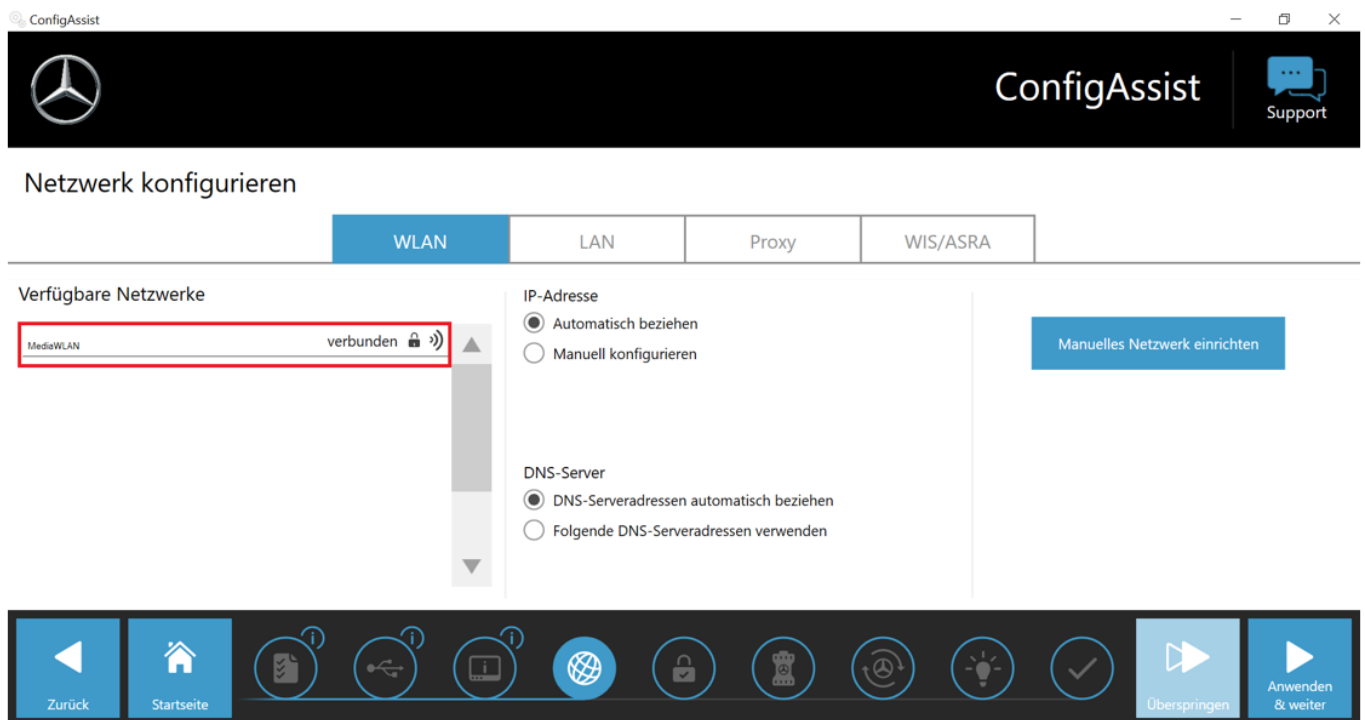 ConfigAssist
ConfigAssist
Support
Netzwerk konfigurieren
WLAN
LAN
Proxy
WIS/ASRA
Verfügbare Netzwerke
MediaWLAN
verbunden
IP-Adresse
Automatisch beziehen
Manuell konfigurieren
DNS-Server
DNS-Serveradressen automatisch beziehen
Folgende DNS-Serveradressen verwenden
Manuelles Netzwerk einrichten
Zurück
Startseite
Überspringen
Anwenden
& weiter